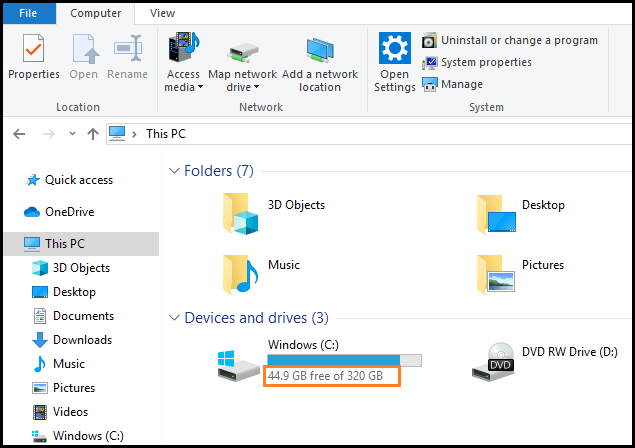 File
Computer
View
Properties
Open
Rename
Location
Access
media
Map network
drive
Add a network
location
Network
Open
Settings
Uninstall or change a program
System properties
Manage
System
This PC
Quick access
OneDrive
This PC
3D Objects
Desktop
Documents
Downloads
Music
Pictures
Videos
Windows (C:)
Folders (7)
3D Objects
Desktop
Music
Pictures
Devices and drives (3)
Windows (C:)
44.9 GB free of 320 GB
DVD
DVD RW Drive (D:)